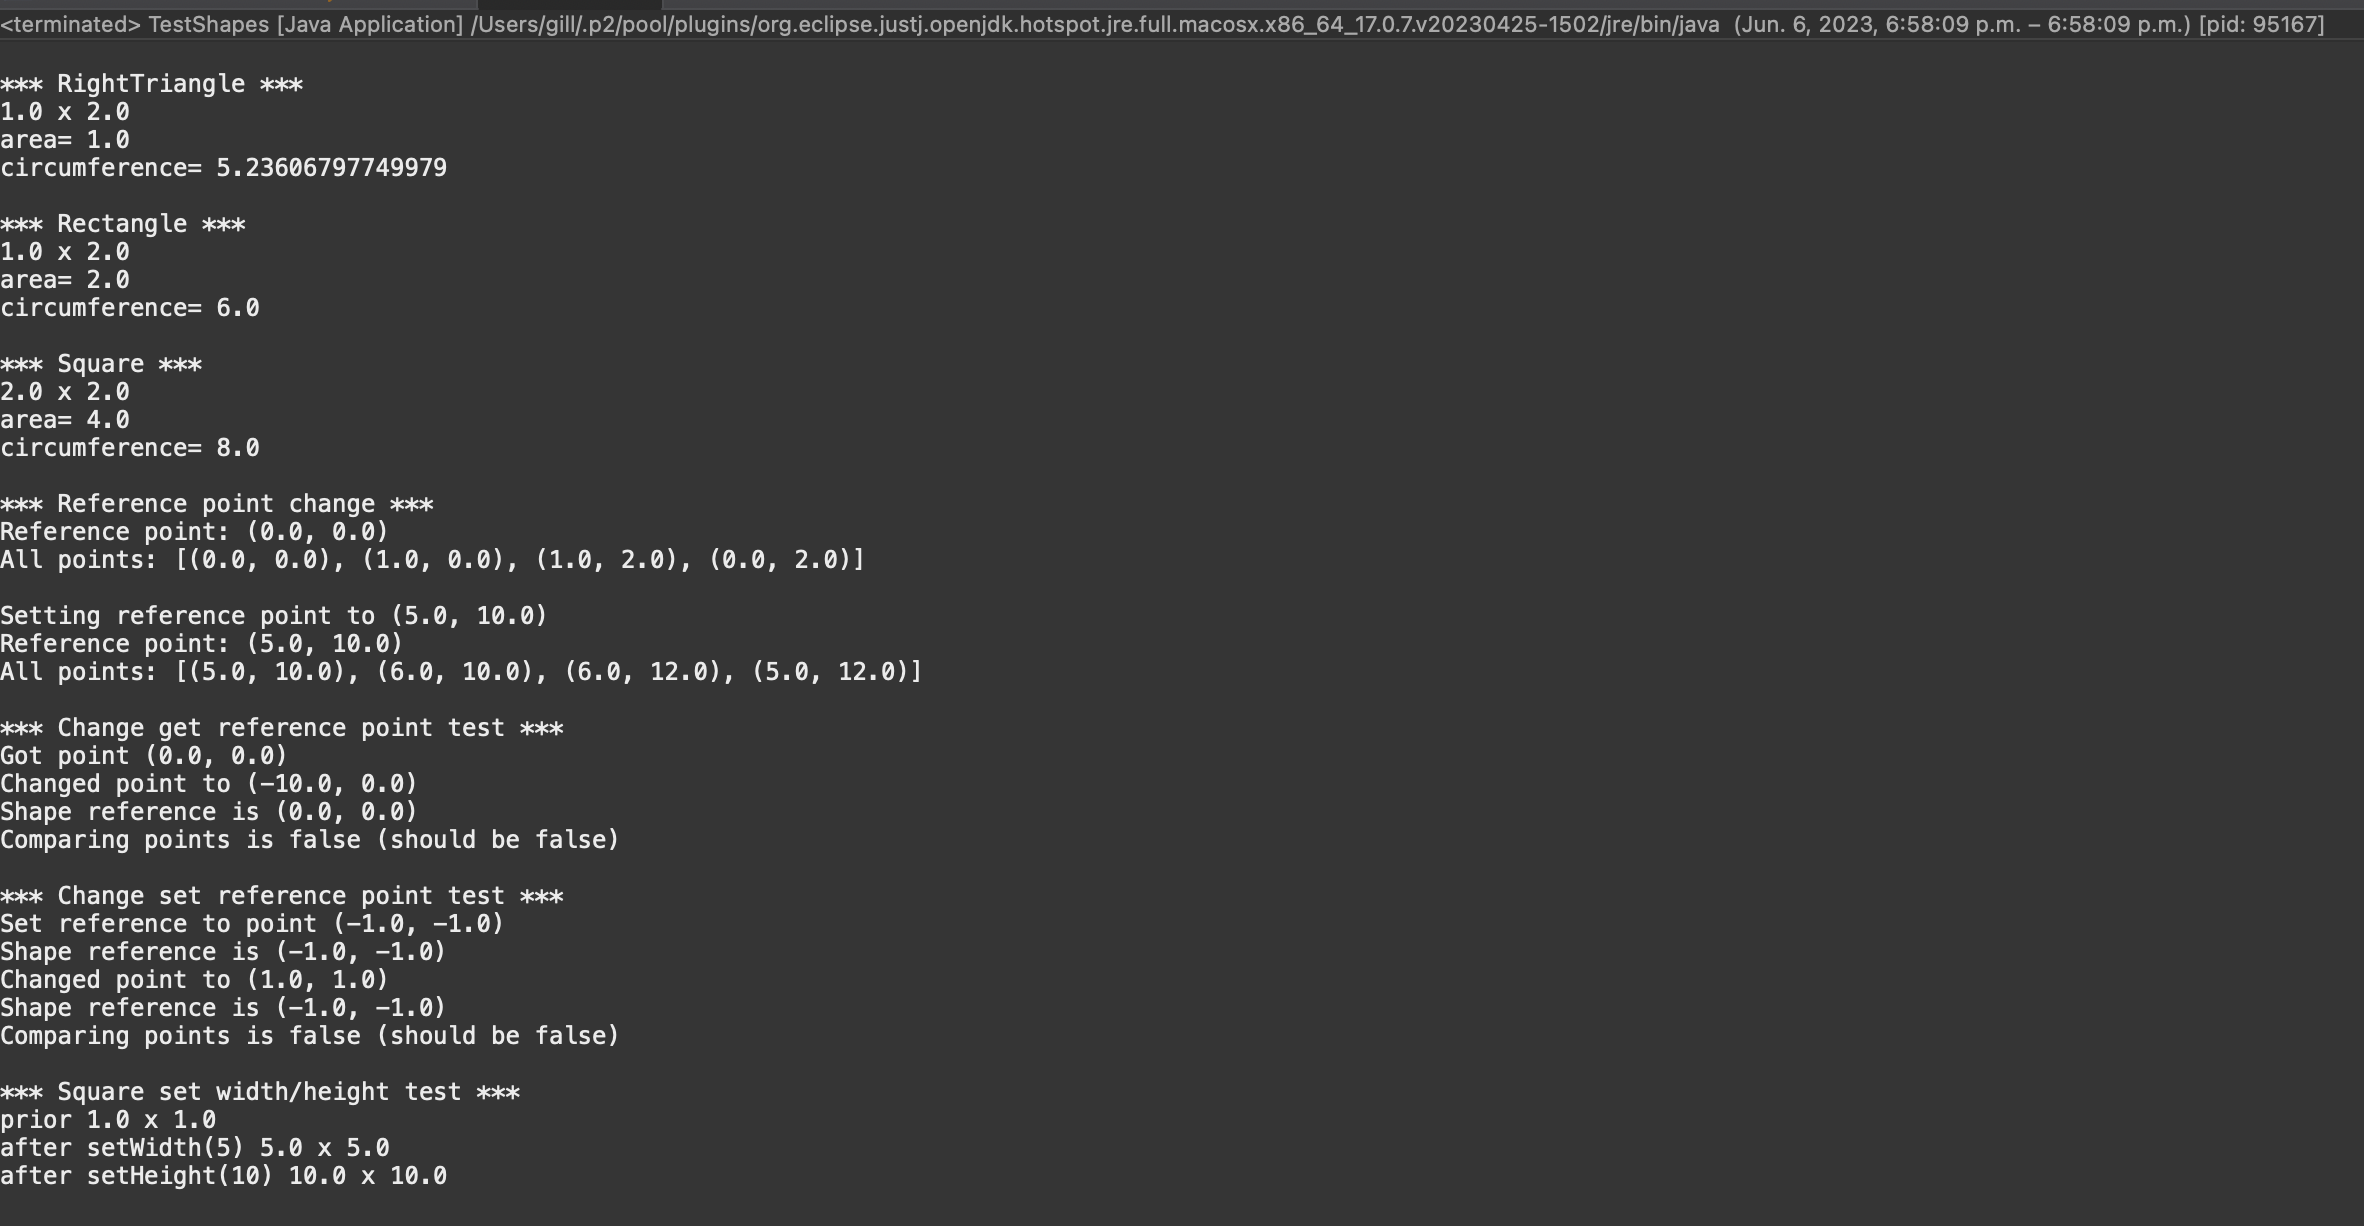 <terminated> TestShapes [Java Application] /Users/gill/.p2/pool/plugins/org.eclipse.justj.openjdk.hotspot.jre.full.macosx.x86_64_17.0.7.v20230425-1502/jre/bin/java (Jun. 6, 2023, 6:58:09 p.m. – 6:58:09 p.m.) [pid: 95167]
*** RightTriangle ***
1.0 x 2.0
area= 1.0
circumference= 5.23606797749979
*** Rectangle ***
1.0 x 2.0
area= 2.0
circumference= 6.0
*** Square ***
2.0 x 2.0
area= 4.0
circumference= 8.0
*** Reference point change ***
Reference point: (0.0, 0.0)
All points: [(0.0, 0.0), (1.0, 0.0), (1.0, 2.0), (0.0, 2.0)]
Setting reference point to (5.0, 10.0)
Reference point: (5.0, 10.0)
All points: [(5.0, 10.0), (6.0, 10.0), (6.0, 12.0), (5.0, 12.0)]
*** Change get reference point test ***
Got point (0.0, 0.0)
Changed point to (-10.0, 0.0)
Shape reference is (0.0, 0.0)
Comparing points is false (should be false)
*** Change set reference point test ***
Set reference to point (-1.0, -1.0)
Shape reference is (-1.0, -1.0)
Changed point to (1.0, 1.0)
Shape reference is (-1.0, -1.0)
Comparing points is false (should be false)
*** Square set width/height test ***
prior 1.0 x 1.0
after setWidth(5) 5.0 x 5.0
after setHeight(10) 10.0 x 10.0